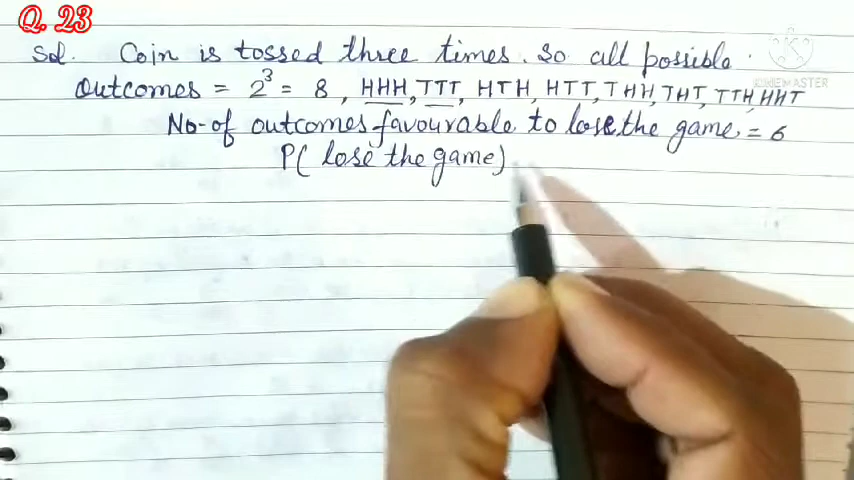 Q. 23
Sol. Coin is tossed three times. So all possible
KINEMASTER
outcomes = 2³ = 8, HHH, TTT, HTH, HTT, THH, THT, TTH, HHT
No-of outcomes favourable to lose the game = 6
P( lose the game)